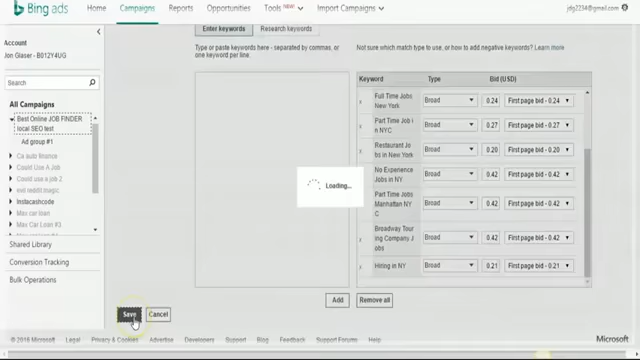 Bing ads
Home
Campaigns
Reports
Opportunities
Tools NEW!
Import Campaigns
jdg2234@gmail.com
Account
Jon Glaser - B012Y4UG
Search
All Campaigns
Best Online JOB FINDER
local SEO test
Ad group #1
Ca auto finance
Could Use A Job
Could use a job 2
evil reddit magic
Instacashcode
Max car loan
Max Car Loan #3
Shared Library
Conversion Tracking
Bulk Operations
Enter keywords
Research keywords
Type or paste keywords here - separated by commas, or
one keyword per line.
Not sure which match type to use, or how to add negative keywords? Learn more
Keyword Type Bid (USD)
x Full Time Jobs
New York Broad 0.24 First page bid - 0.24
x Part Time Job i
n NYC Broad 0.27 First page bid - 0.27
x Restaurant Jo
bs in New York Broad 0.20 First page bid - 0.20
x No Experience
Jobs in NY Broad 0.42 First page bid - 0.42
x Part Time Jobs
Manhattan NY
C Broad 0.42 First page bid - 0.42
x Broadway Tour
ing Company J
obs Broad 0.42 First page bid - 0.42
x Hiring in NY Broad 0.21 First page bid - 0.21
Loading...
Add
Remove all
Save
Cancel
© 2016 Microsoft
Legal
Privacy & Cookies
Advertise
Developers
Support
Blog
Feedback
Support Forums
Help
Microsoft